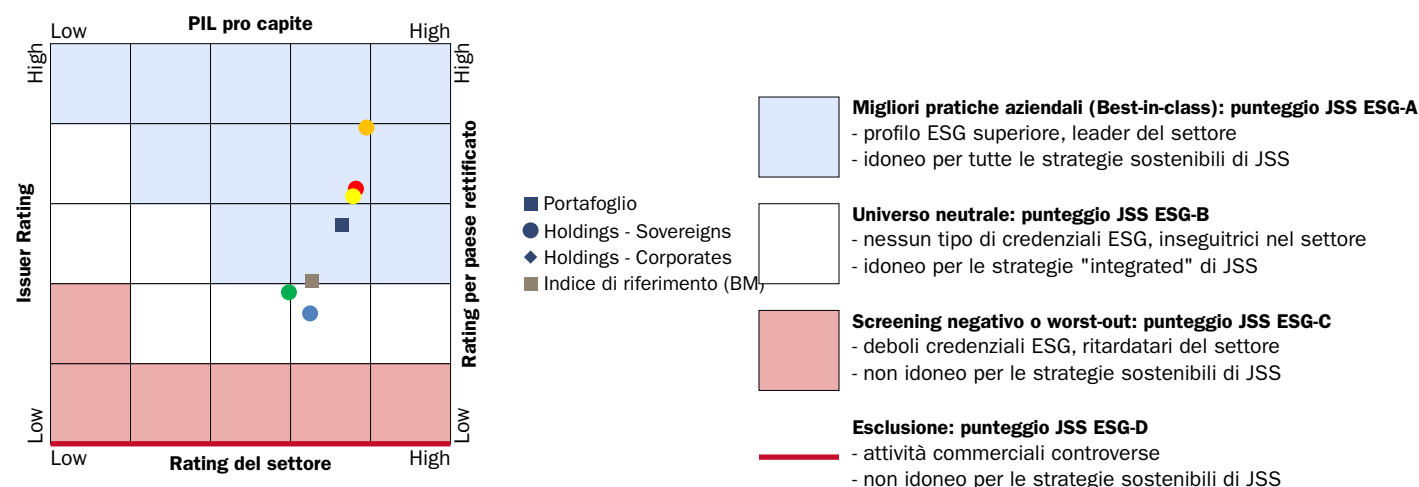 PIL pro capite
Low
High
High
High
Issuer Rating
Rating per paese rettificato
Low
Low
Low
High
Rating del settore
Portafoglio
Holdings - Sovereigns
Holdings - Corporates
Indice di riferimento (BM)
Migliori pratiche aziendali (Best-in-class): punteggio JSS ESG-A
- profilo ESG superiore, leader del settore
- idoneo per tutte le strategie sostenibili di JSS
Universo neutrale: punteggio JSS ESG-B
- nessun tipo di credenziali ESG, inseguitrici nel settore
- idoneo per le strategie "integrated" di JSS
Screening negativo o worst-out: punteggio JSS ESG-C
- deboli credenziali ESG, ritardatari del settore
- non idoneo per le strategie sostenibili di JSS
Esclusione: punteggio JSS ESG-D
- attività commerciali controverse
- non idoneo per le strategie sostenibili di JSS